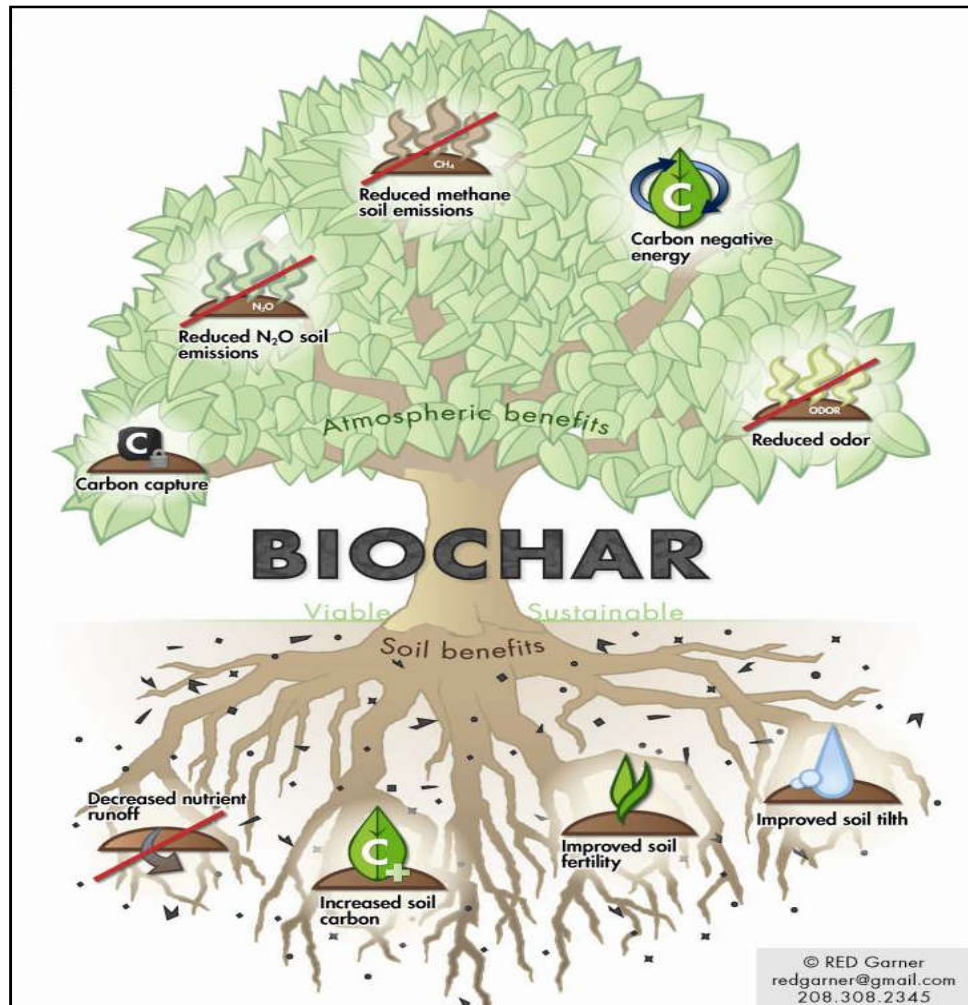 CH₄
Reduced methane
soil emissions
C
Carbon negative
energy
N₂O
Reduced N₂O soil
emissions
ODOR
Reduced odor
Atmospheric benefits
C
Carbon capture
BIOCHAR
Viable Sustainable
Soil benefits
Decreased nutrient
runoff
C
Increased soil
carbon
Improved soil
fertility
Improved soil tilth
© RED Garner
redgarner@gmail.com
208.308.2345